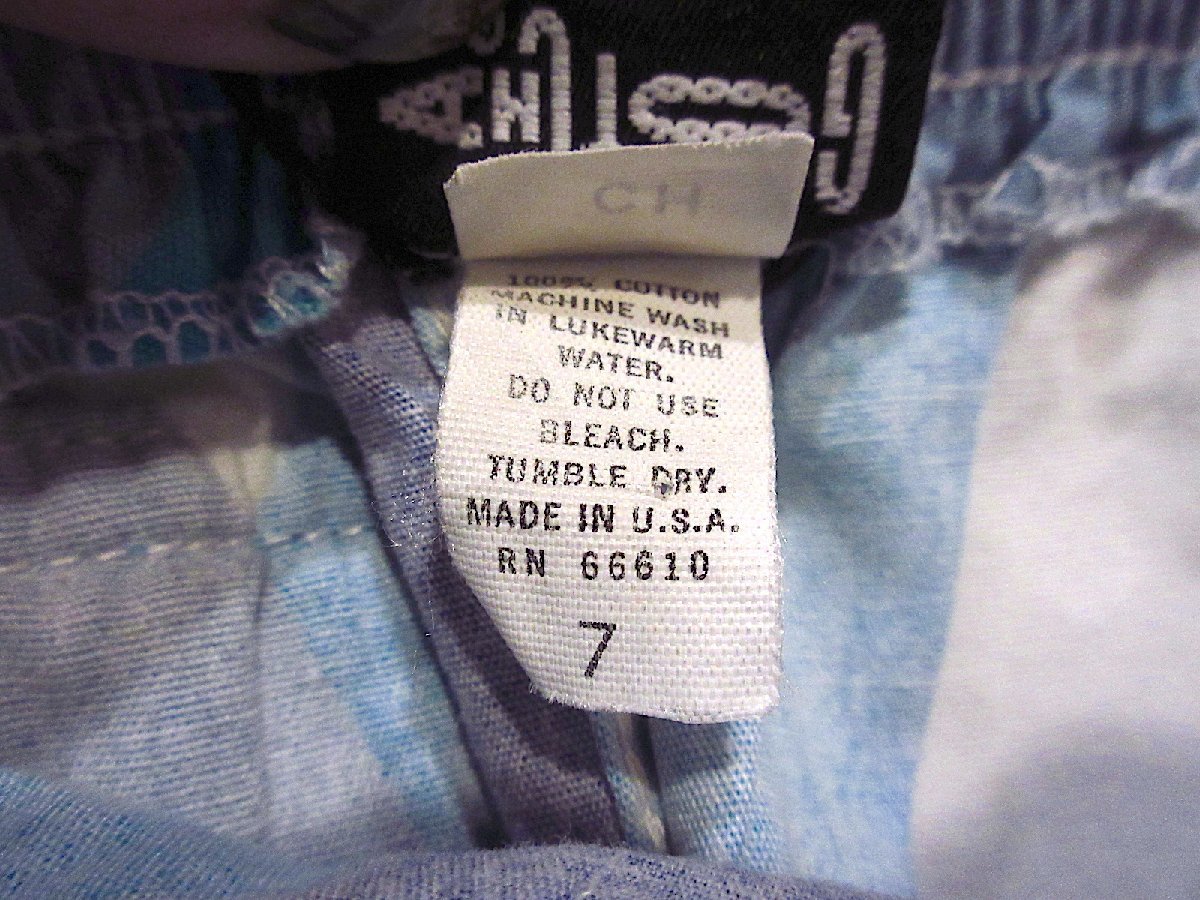 CH
100% COTTON
MACHINE WASH
IN LUKEWARM
WATER.
DO NOT USE
BLEACH.
TUMBLE DRY.
MADE IN U.S.A.
RN 66610
7